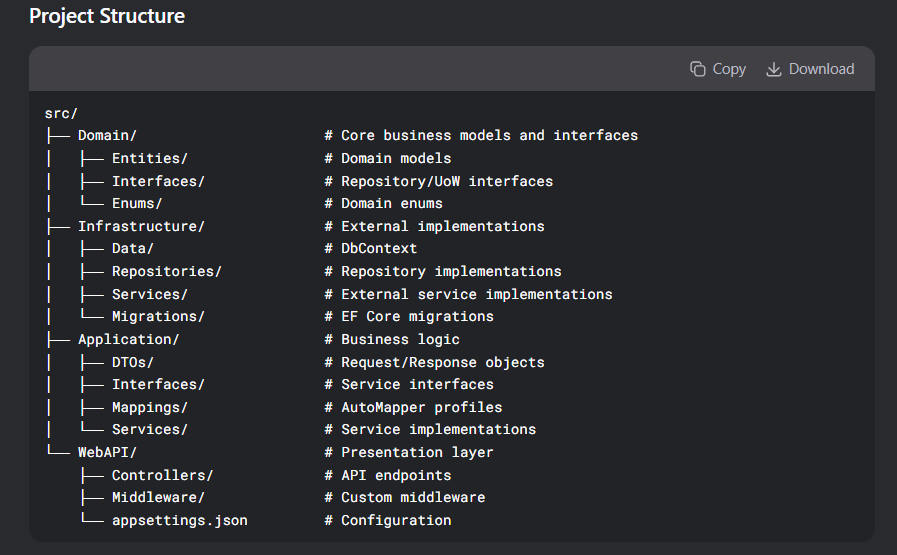 Project Structure
Copy Download
src/
├── Domain/                      # Core business models and interfaces
│   ├── Entities/                # Domain models
│   ├── Interfaces/              # Repository/UoW interfaces
│   └── Enums/                   # Domain enums
├── Infrastructure/              # External implementations
│   ├── Data/                    # DbContext
│   ├── Repositories/            # Repository implementations
│   ├── Services/                # External service implementations
│   └── Migrations/              # EF Core migrations
├── Application/                 # Business logic
│   ├── DTOs/                    # Request/Response objects
│   ├── Interfaces/              # Service interfaces
│   ├── Mappings/                # AutoMapper profiles
│   └── Services/                # Service implementations
└── WebAPI/                      # Presentation layer
    ├── Controllers/             # API endpoints
    ├── Middleware/              # Custom middleware
    └── appsettings.json         # Configuration